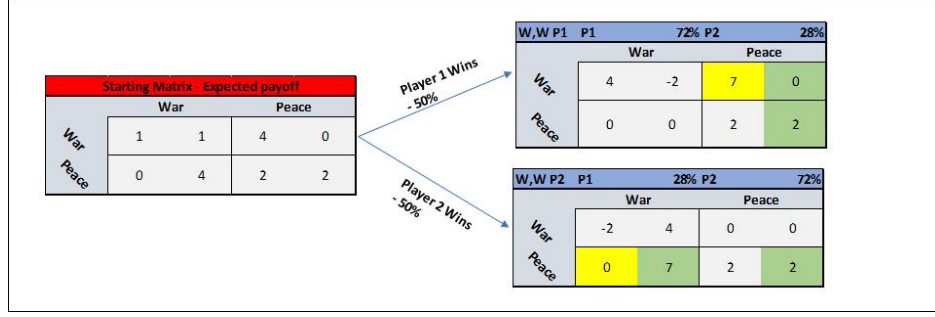 W,W P1 P1 72% P2 28%
War Peace
War 4 -2 7 0
Peace 0 0 2 2
Player 1 Wins
- 50%
Starting Matrix - Expected payoff
War Peace
War 1 1 4 0
Peace 0 4 2 2
Player 2 Wins
- 50%
W,W P2 P1 28% P2 72%
War Peace
War -2 4 0 0
Peace 0 7 2 2